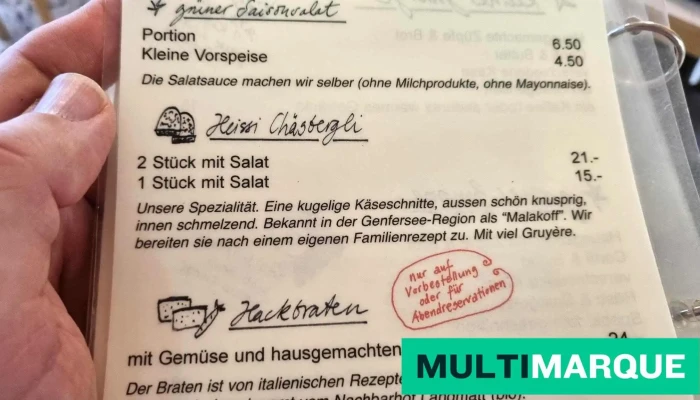 grüner Saisonsalat
Portion 6.50
Kleine Vorspeise 4.50
Die Salatsauce machen wir selber (ohne Milchprodukte, ohne Mayonnaise).
Heissi Chäsbergli
2 Stück mit Salat 21.-
1 Stück mit Salat 15.-
Unsere Spezialität. Eine kugelige Käseschnitte, aussen schön knusprig,
innen schmelzend. Bekannt in der Genfersee-Region als "Malakoff". Wir
bereiten sie nach einem eigenen Familienrezept zu. Mit viel Gruyère.
nur auf
Vorbestellung
oder für
Abendreservationen
Hackbraten
mit Gemüse und hausgemachten
Der Braten ist von italienischen Rezepte
vom Nachbarhof
MULTIMARQUE